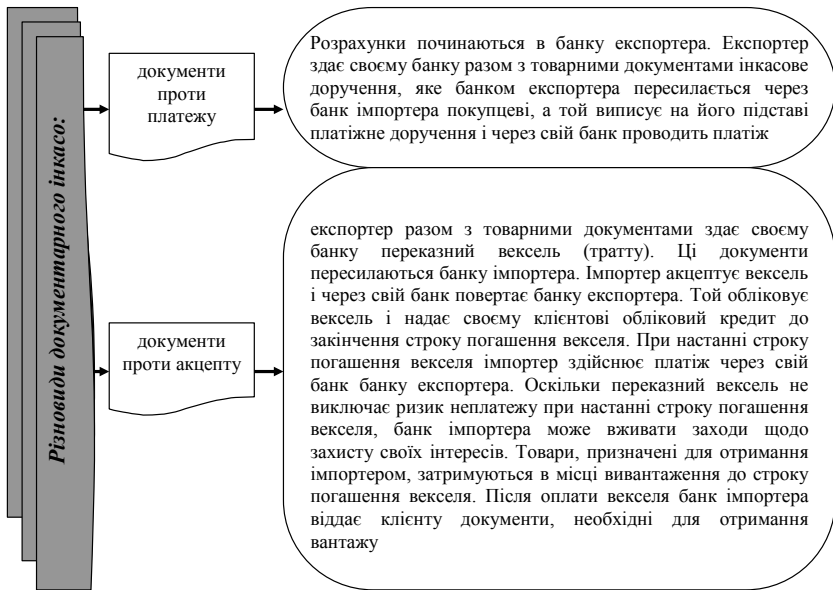 Різновиди документарного інкасо:
документи
проти
платежу
Розрахунки починаються в банку експортера. Експортер
здає своєму банку разом з товарними документами інкасове
доручення, яке банком експортера пересилається через
банк імпортера покупцеві, а той виписує на його підставі
платіжне доручення і через свій банк проводить платіж
документи
проти акцепту
експортер разом з товарними документами здає своєму
банку переказний вексель (тратту). Ці документи
пересилаються банку імпортера. Імпортер акцептує вексель
і через свій банк повертає банку експортера. Той обліковує
вексель і надає своєму клієнтові обліковий кредит до
закінчення строку погашення векселя. При настанні строку
погашення векселя імпортер здійснює платіж через свій
банк банку експортера. Оскільки переказний вексель не
виключає ризик неплатежу при настанні строку погашення
векселя, банк імпортера може вживати заходи щодо
захисту своїх інтересів. Товари, призначені для отримання
імпортером, затримуються в місці вивантаження до строку
погашення векселя. Після оплати векселя банк імпортера
віддає клієнту документи, необхідні для отримання
вантажу